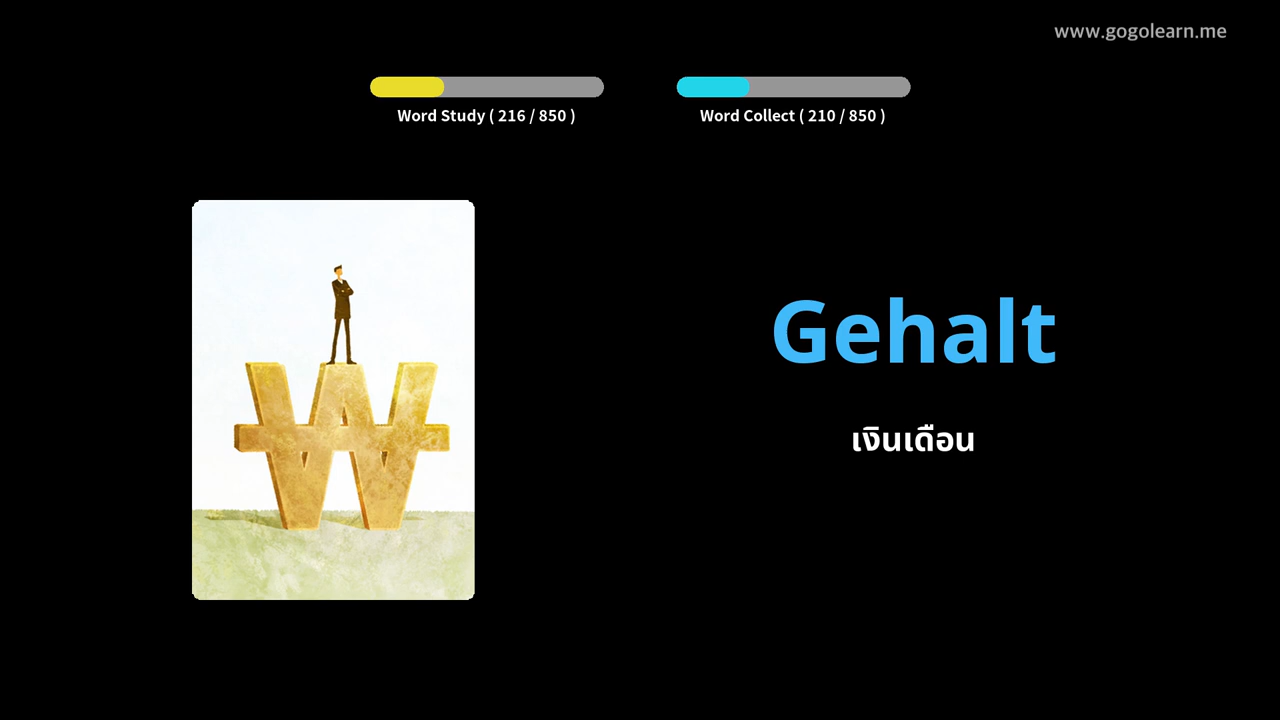 www.gogolearn.me
Word Study ( 216 / 850 )
Word Collect ( 210 / 850 )
Gehalt
เงินเดือน